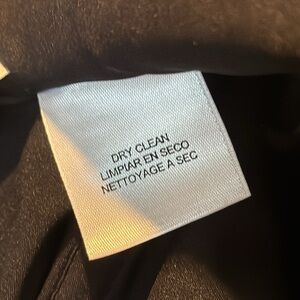 DRY CLEAN
LIMPIAR EN SECO
NETTOYAGE A SEC